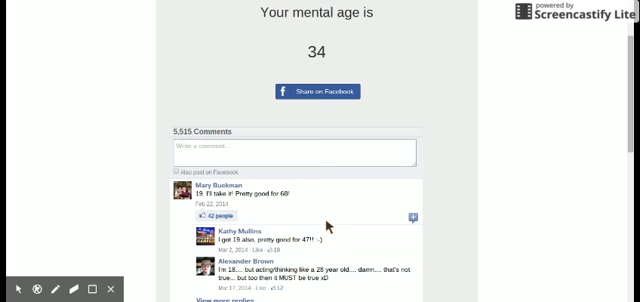 powered by
Screencastify Lite
Your mental age is
34
Share on Facebook
5,515 Comments
Write a comment...
Also post on Facebook
Mary Buckman
19. I'll take it! Pretty good for 68!
Feb 22, 2014
42 people
Kathy Mullins
I got 19 also, pretty good for 47!! :-)
Mar 2, 2014 · Like · 19
Alexander Brown
I'm 18.... but acting/thinking like a 28 year old.... damn.... that's not
true... but too then it MUST be true xD
Mar 17, 2014 · Like · 12
View more replies